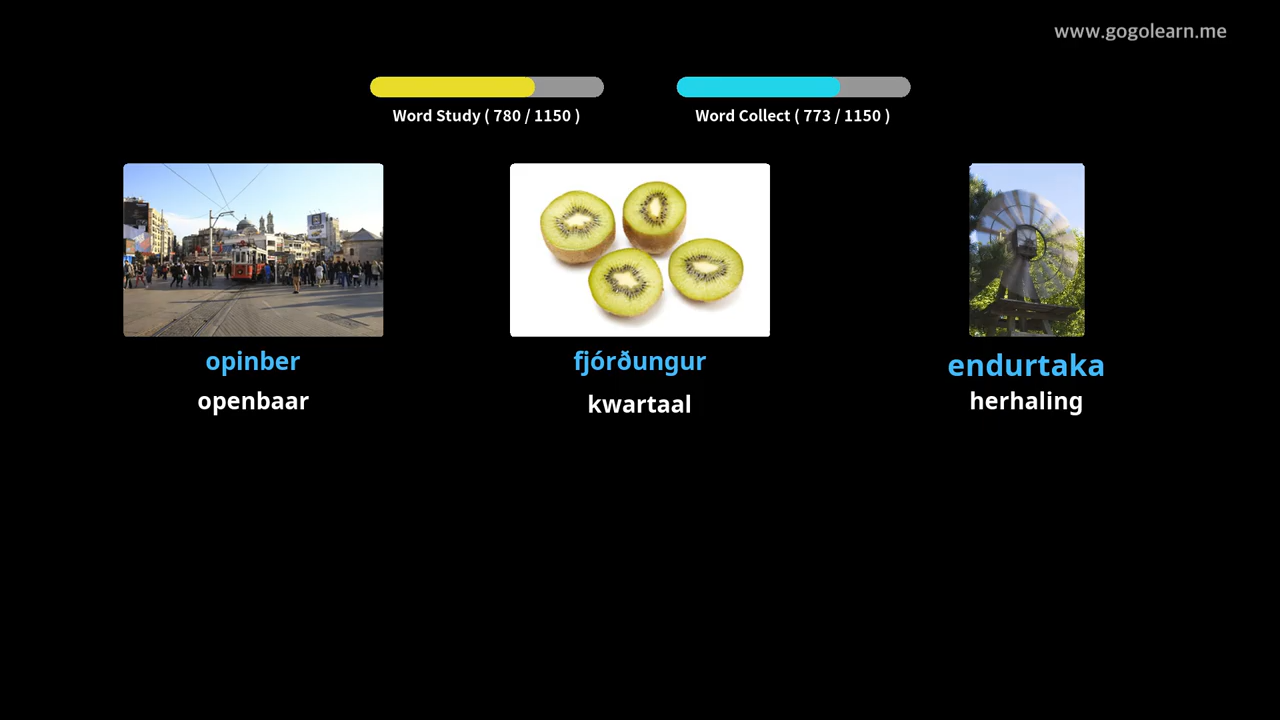 www.gogolearn.me
Word Study ( 780 / 1150 )
Word Collect ( 773 / 1150 )
opinber
fjórðungur
endurtaka
openbaar
kwartaal
herhaling